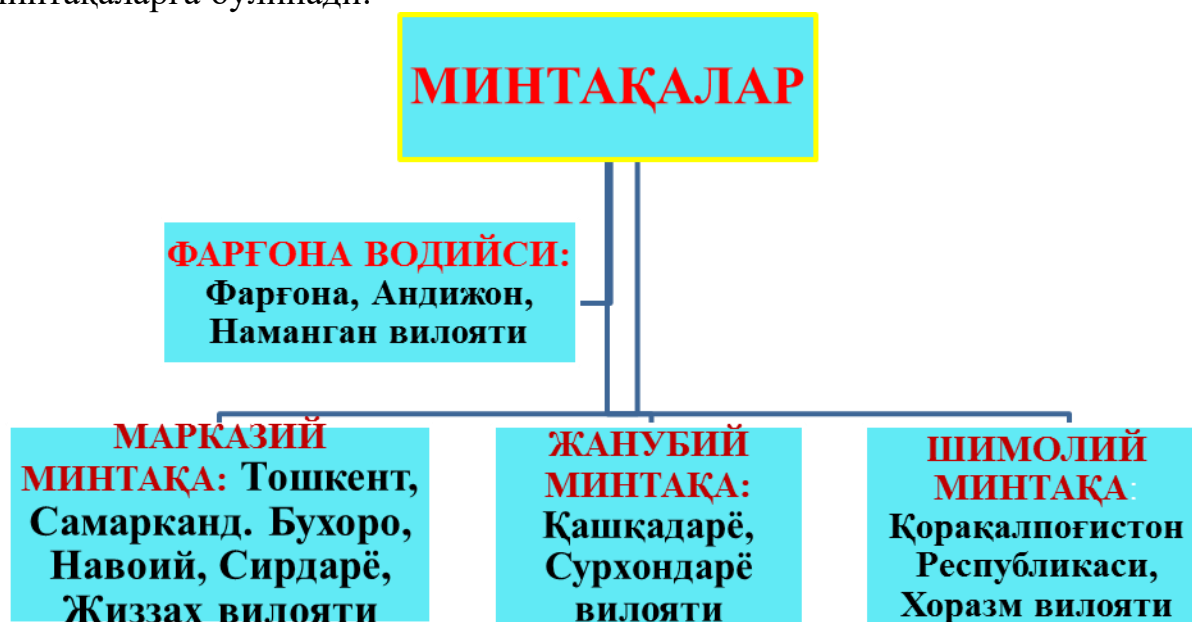 минтақаларга бўлинади:
МИНТАҚАЛАР
ФАРҒОНА ВОДИЙСИ:
Фарғона, Андижон,
Наманган вилояти
МАРКАЗИЙ
МИНТАҚА: Тошкент,
Самарканд. Бухоро,
Навоий, Сирдарё,
Жиззах вилояти
ЖАНУБИЙ
МИНТАҚА:
Қашқадарё,
Сурхондарё
вилояти
ШИМОЛИЙ
МИНТАҚА:
Қорақалпоғистон
Республикаси,
Хоразм вилояти